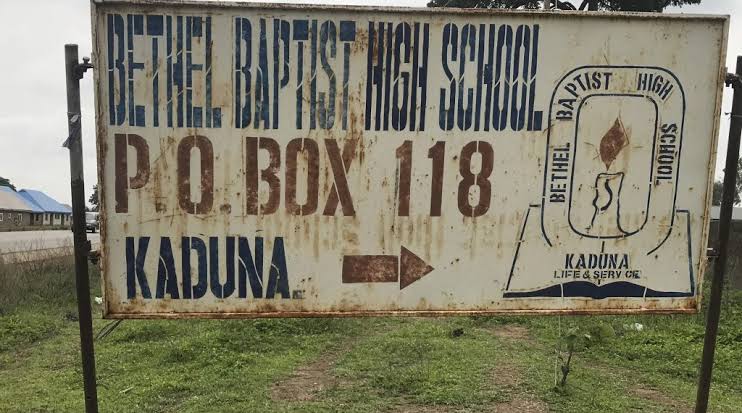 BETHEL BAPTIST HIGH SCHOOL
P.O. BOX 118
KADUNA.
BETHEL BAPTIST HIGH SCHOOL
KADUNA
LIFE & SERVICE